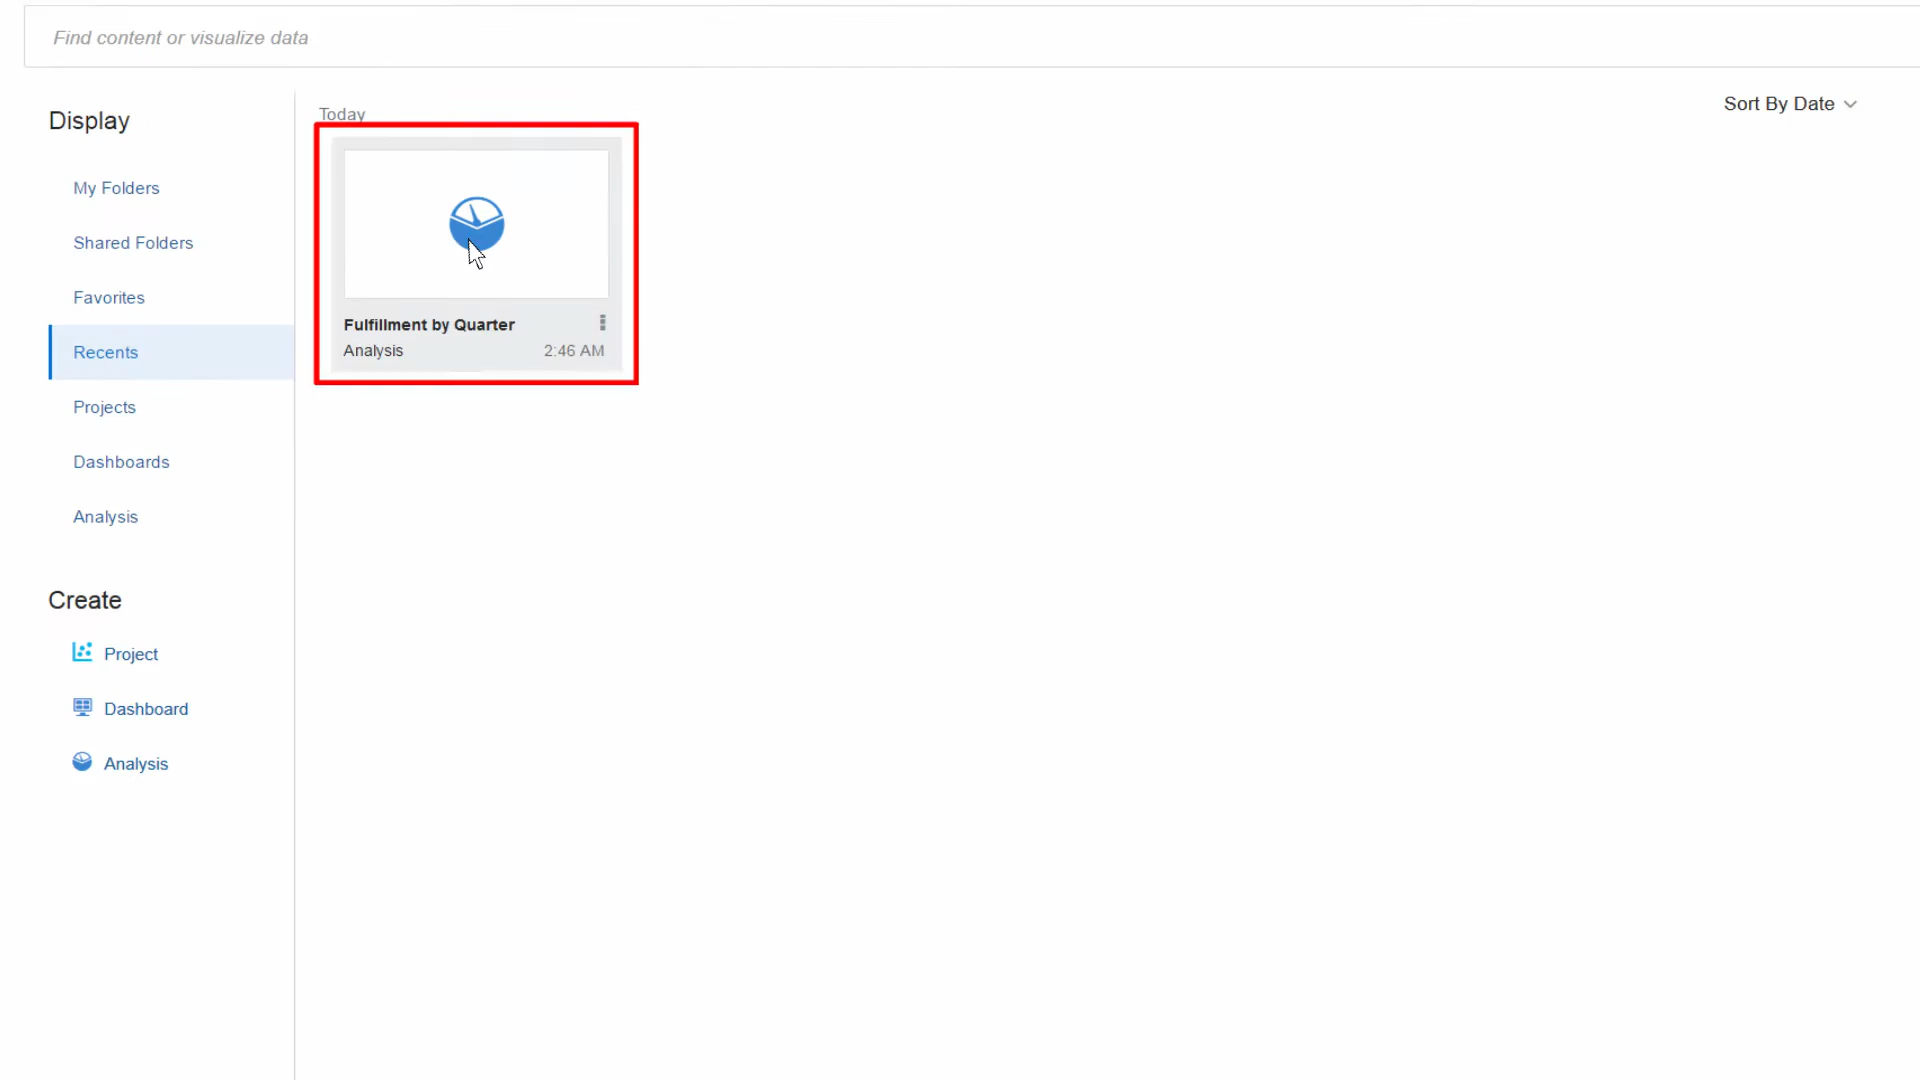 Find content or visualize data
Display
My Folders
Shared Folders
Favorites
Recents
Projects
Dashboards
Analysis
Create
Project
Dashboard
Analysis
Today
Sort By Date
Fulfillment by Quarter
Analysis 2:46 AM